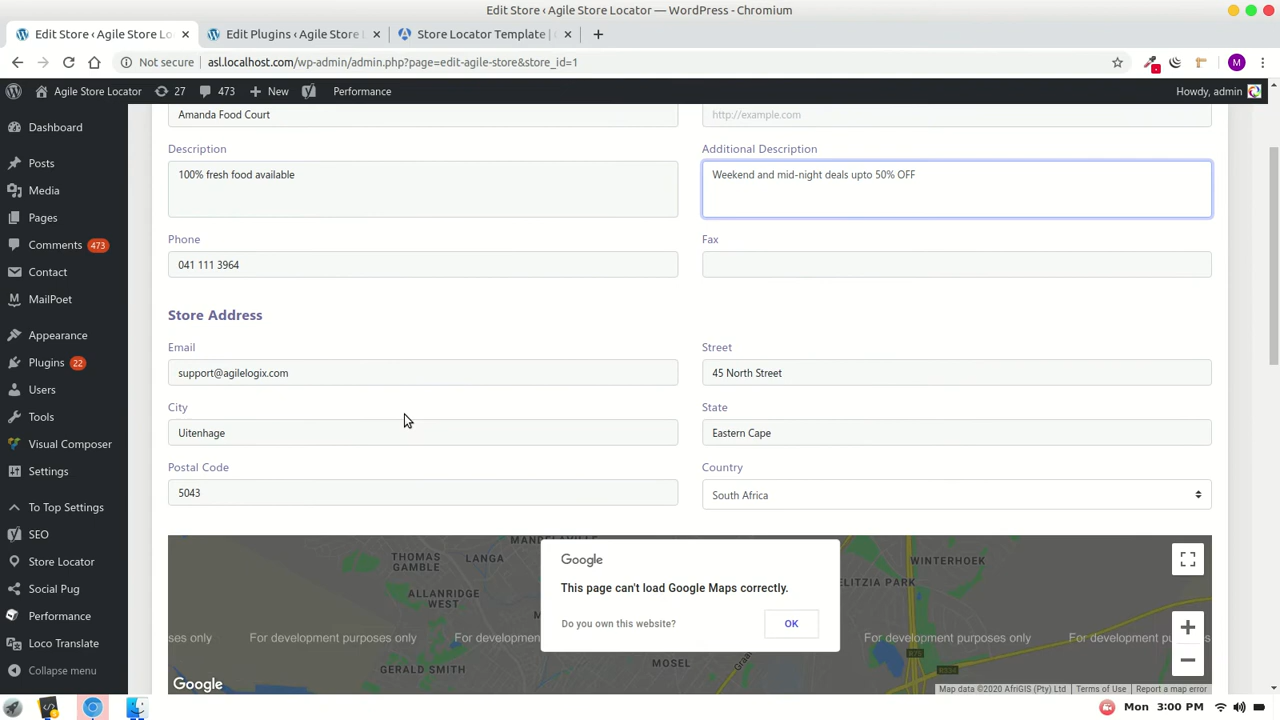 Edit Store ‹ Agile Store Locator — WordPress - Chromium
Edit Store ‹ Agile Store Lo
Edit Plugins ‹ Agile Store L
Store Locator Template |
Not secure
asl.localhost.com/wp-admin/admin.php?page=edit-agile-store&store_id=1
M
Agile Store Locator
27
473
New
Performance
Howdy, admin
Dashboard
Posts
Media
Pages
Comments 473
Contact
MailPoet
Appearance
Plugins 22
Users
Tools
Visual Composer
Settings
To Top Settings
SEO
Store Locator
Social Pug
Performance
Loco Translate
Collapse menu
Amanda Food Court
http://example.com
Description
Additional Description
100% fresh food available
Weekend and mid-night deals upto 50% OFF
Phone
Fax
041 111 3964
Store Address
Email
Street
support@agilelogix.com
45 North Street
City
State
Uitenhage
Eastern Cape
Postal Code
Country
5043
South Africa
THOMAS
GAMBLE
LANGA
WINTERHOEK
ALLANRIDGE
WEST
GERALD SMITH
MOSEL
ses only
For development purposes only
For developm
For development purposes only
For development pu
R75
Google
This page can't load Google Maps correctly.
Do you own this website?
OK
Google
Map data ©2020 AfriGIS (Pty) Ltd
Terms of Use
Report a map error
Mon 3:00 PM